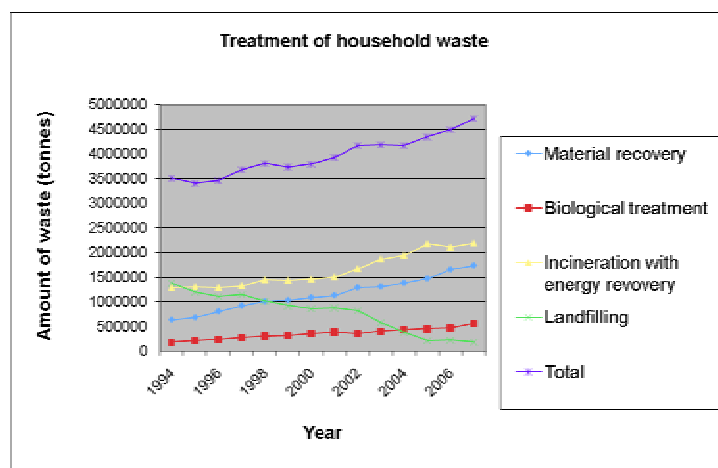 Treatment of household waste
Amount of waste (tonnes)
5000000
4500000
4000000
3500000
3000000
2500000
2000000
1500000
1000000
500000
0
1994
1996
1998
2000
2002
2004
2006
Year
Material recovery
Biological treatment
Incineration with
energy revovery
Landfilling
Total